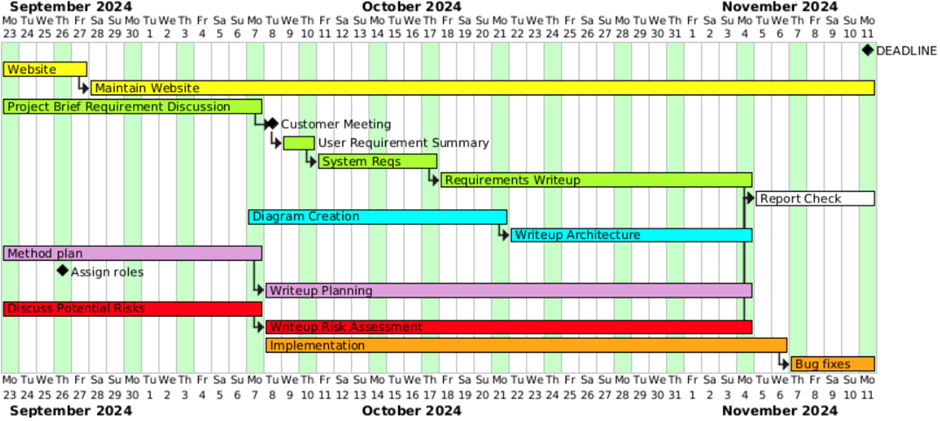 September 2024 October 2024 November 2024
Mo Tu We Th Fr Sa Su Mo Tu We Th Fr Sa Su Mo Tu We Th Fr Sa Su Mo Tu We Th Fr Sa Su Mo Tu We Th Fr Sa Su Mo Tu We Th Fr Sa Su Mo Tu We Th Fr Sa Su Mo
23 24 25 26 27 28 29 30 1 2 3 4 5 6 7 8 9 10 11 12 13 14 15 16 17 18 19 20 21 22 23 24 25 26 27 28 29 30 31 1 2 3 4 5 6 7 8 9 10 11
DEADLINE
Website
Maintain Website
Project Brief Requirement Discussion
Customer Meeting
User Requirement Summary
System Reqs
Requirements Writeup
Report Check
Diagram Creation
Writeup Architecture
Method plan
Assign roles
Writeup Planning
Discuss Potential Risks
Writeup Risk Assessment
Implementation
Bug fixes
Mo Tu We Th Fr Sa Su Mo Tu We Th Fr Sa Su Mo Tu We Th Fr Sa Su Mo Tu We Th Fr Sa Su Mo Tu We Th Fr Sa Su Mo Tu We Th Fr Sa Su Mo Tu We Th Fr Sa Su Mo
23 24 25 26 27 28 29 30 1 2 3 4 5 6 7 8 9 10 11 12 13 14 15 16 17 18 19 20 21 22 23 24 25 26 27 28 29 30 31 1 2 3 4 5 6 7 8 9 10 11
September 2024 October 2024 November 2024